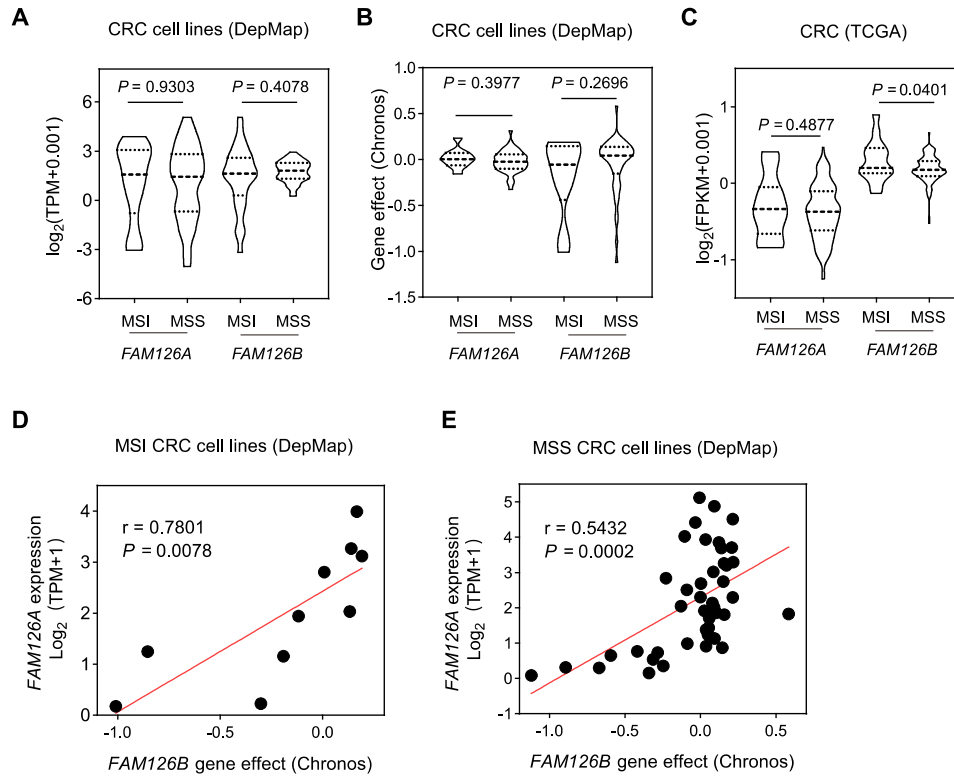 A
CRC cell lines (DepMap)
P = 0.9303
P = 0.4078
log2(TPM+0.001)
6
3
0
-3
-6
MSI MSS MSI MSS
FAM126A FAM126B
B
CRC cell lines (DepMap)
P = 0.3977
P = 0.2696
Gene effect (Chronos)
1.0
0.5
0.0
-0.5
-1.0
-1.5
MSI MSS MSI MSS
FAM126A FAM126B
C
CRC (TCGA)
P = 0.0401
P = 0.4877
log2(FPKM+0.001)
1
0
-1
MSI MSS MSI MSS
FAM126A FAM126B
D
MSI CRC cell lines (DepMap)
r = 0.7801
P = 0.0078
FAM126A expression
Log2 (TPM+1)
4
3
2
1
0
-1.0 -0.5 0.0
FAM126B gene effect (Chronos)
E
MSS CRC cell lines (DepMap)
r = 0.5432
P = 0.0002
FAM126A expression
Log2 (TPM+1)
5
4
3
2
1
0
-1
-1.0 -0.5 0.0 0.5
FAM126B gene effect (Chronos)